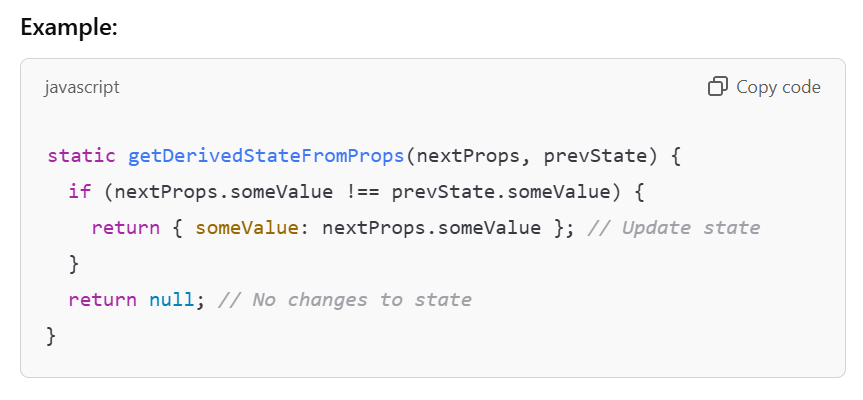 Example:
javascript
Copy code
static getDerivedStateFromProps(nextProps, prevState) {
  if (nextProps.someValue !== prevState.someValue) {
    return { someValue: nextProps.someValue }; // Update state
  }
  return null; // No changes to state
}